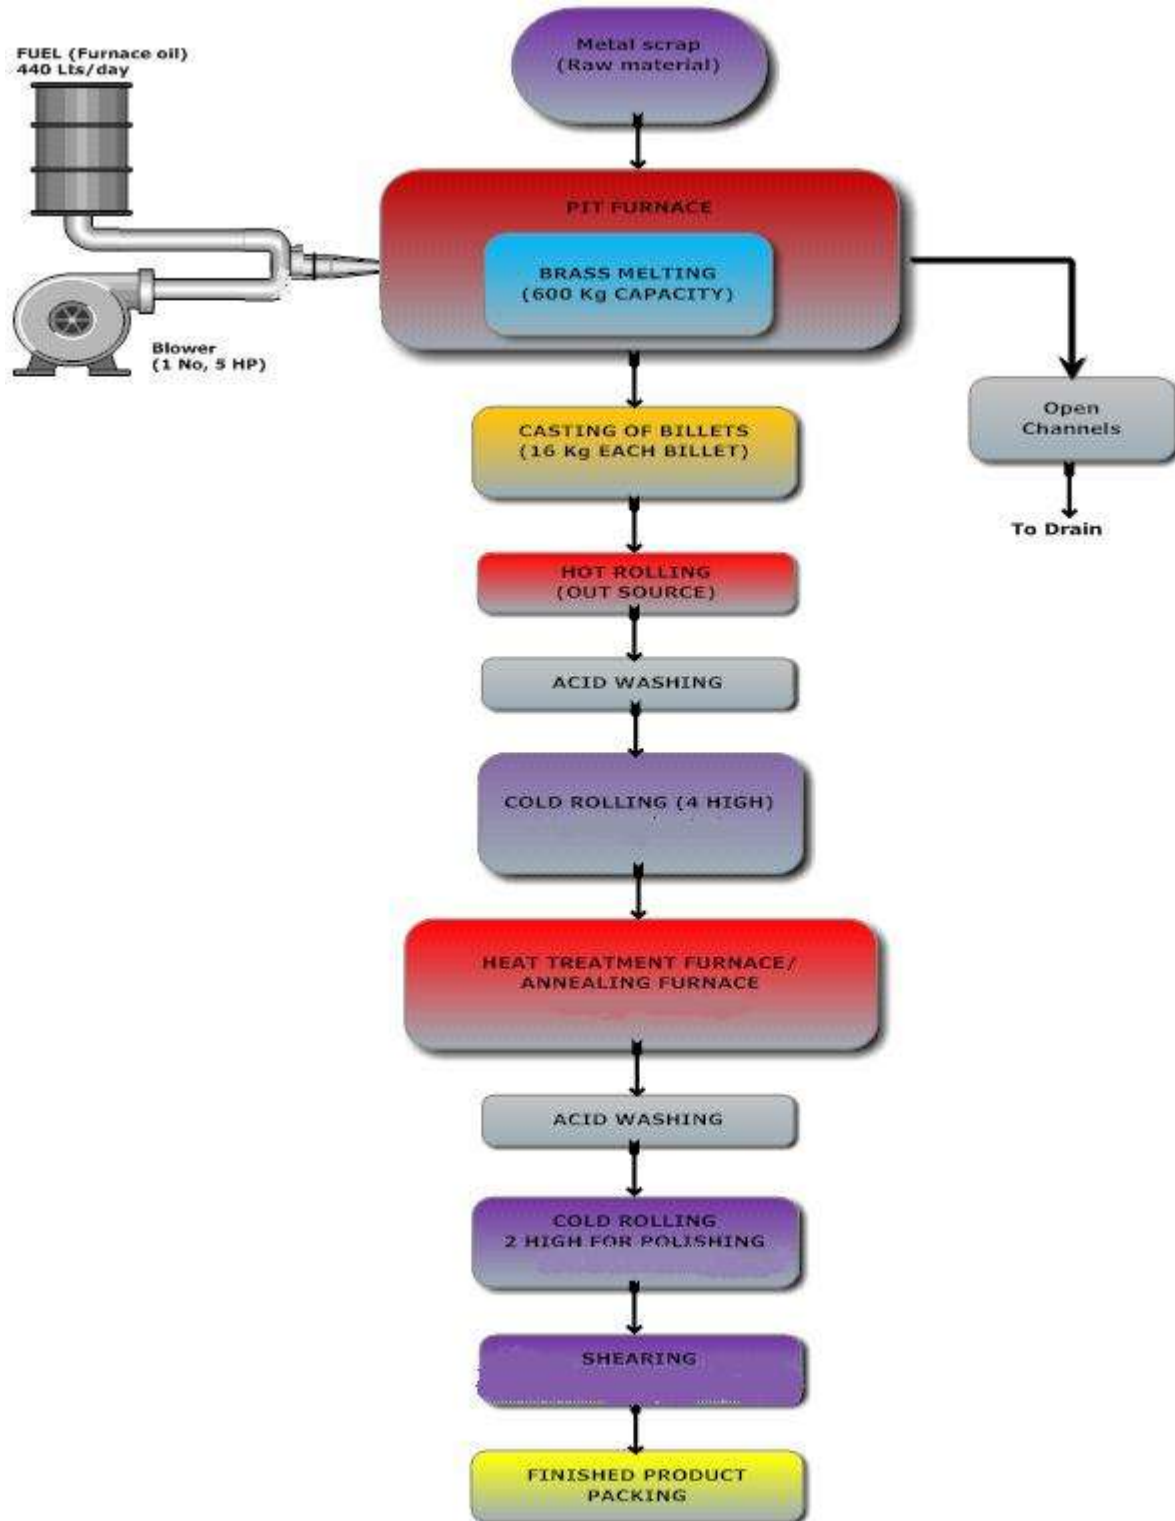 FUEL (Furnace oil)
440 Lts/day
Metal scrap
(Raw material)
PIT FURNACE
BRASS MELTING
(600 Kg CAPACITY)
Blower
(1 No, 5 HP)
Open
Channels
To Drain
CASTING OF BILLETS
(16 Kg EACH BILLET)
HOT ROLLING
(OUT SOURCE)
ACID WASHING
COLD ROLLING (4 HIGH)
HEAT TREATMENT FURNACE/
ANNEALING FURNACE
ACID WASHING
COLD ROLLING
2 HIGH FOR POLISHING
SHEARING
FINISHED PRODUCT
PACKING